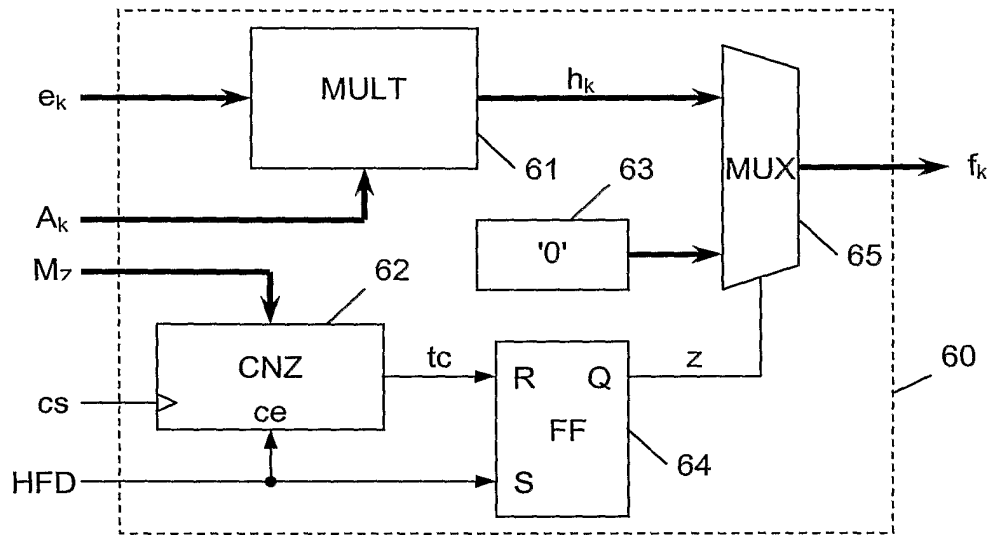 e_k
MULT
h_k
61
63
MUX
f_k
A_k
'0'
65
M_z
62
CNZ
ce
cs
tc
R
Q
FF
S
z
64
60
HFD